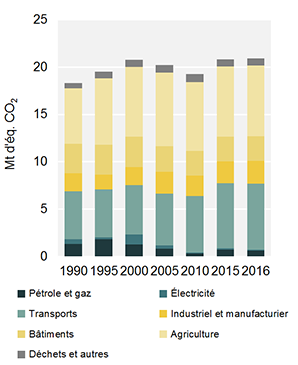 Mt d'éq. CO₂
25
20
15
10
5
0
1990 1995 2000 2005 2010 2015 2016
Pétrole et gaz Électricité
Transports Industriel et manufacturier
Bâtiments Agriculture
Déchets et autres